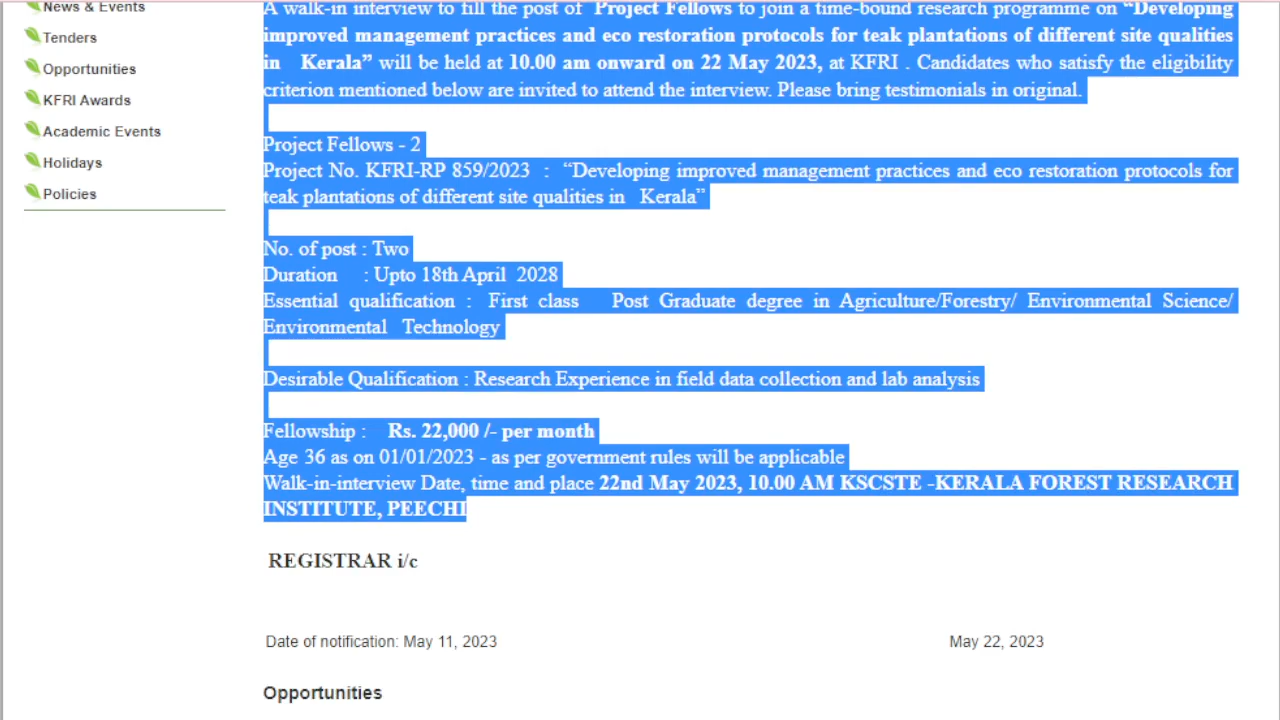 News & Events
Tenders
Opportunities
KFRI Awards
Academic Events
Holidays
Policies
A walk-in interview to fill the post of Project Fellows to join a time-bound research programme on “Developing
improved management practices and eco restoration protocols for teak plantations of different site qualities
in Kerala” will be held at 10.00 am onward on 22 May 2023, at KFRI . Candidates who satisfy the eligibility
criterion mentioned below are invited to attend the interview. Please bring testimonials in original.
Project Fellows - 2
Project No. KFRI-RP 859/2023 : “Developing improved management practices and eco restoration protocols for
teak plantations of different site qualities in Kerala”
No. of post : Two
Duration : Upto 18th April 2028
Essential qualification : First class Post Graduate degree in Agriculture/Forestry/ Environmental Science/
Environmental Technology
Desirable Qualification : Research Experience in field data collection and lab analysis
Fellowship : Rs. 22,000 /- per month
Age 36 as on 01/01/2023 - as per government rules will be applicable
Walk-in-interview Date, time and place 22nd May 2023, 10.00 AM KSCSTE -KERALA FOREST RESEARCH
INSTITUTE, PEECHI
REGISTRAR i/c
Date of notification: May 11, 2023 May 22, 2023
Opportunities